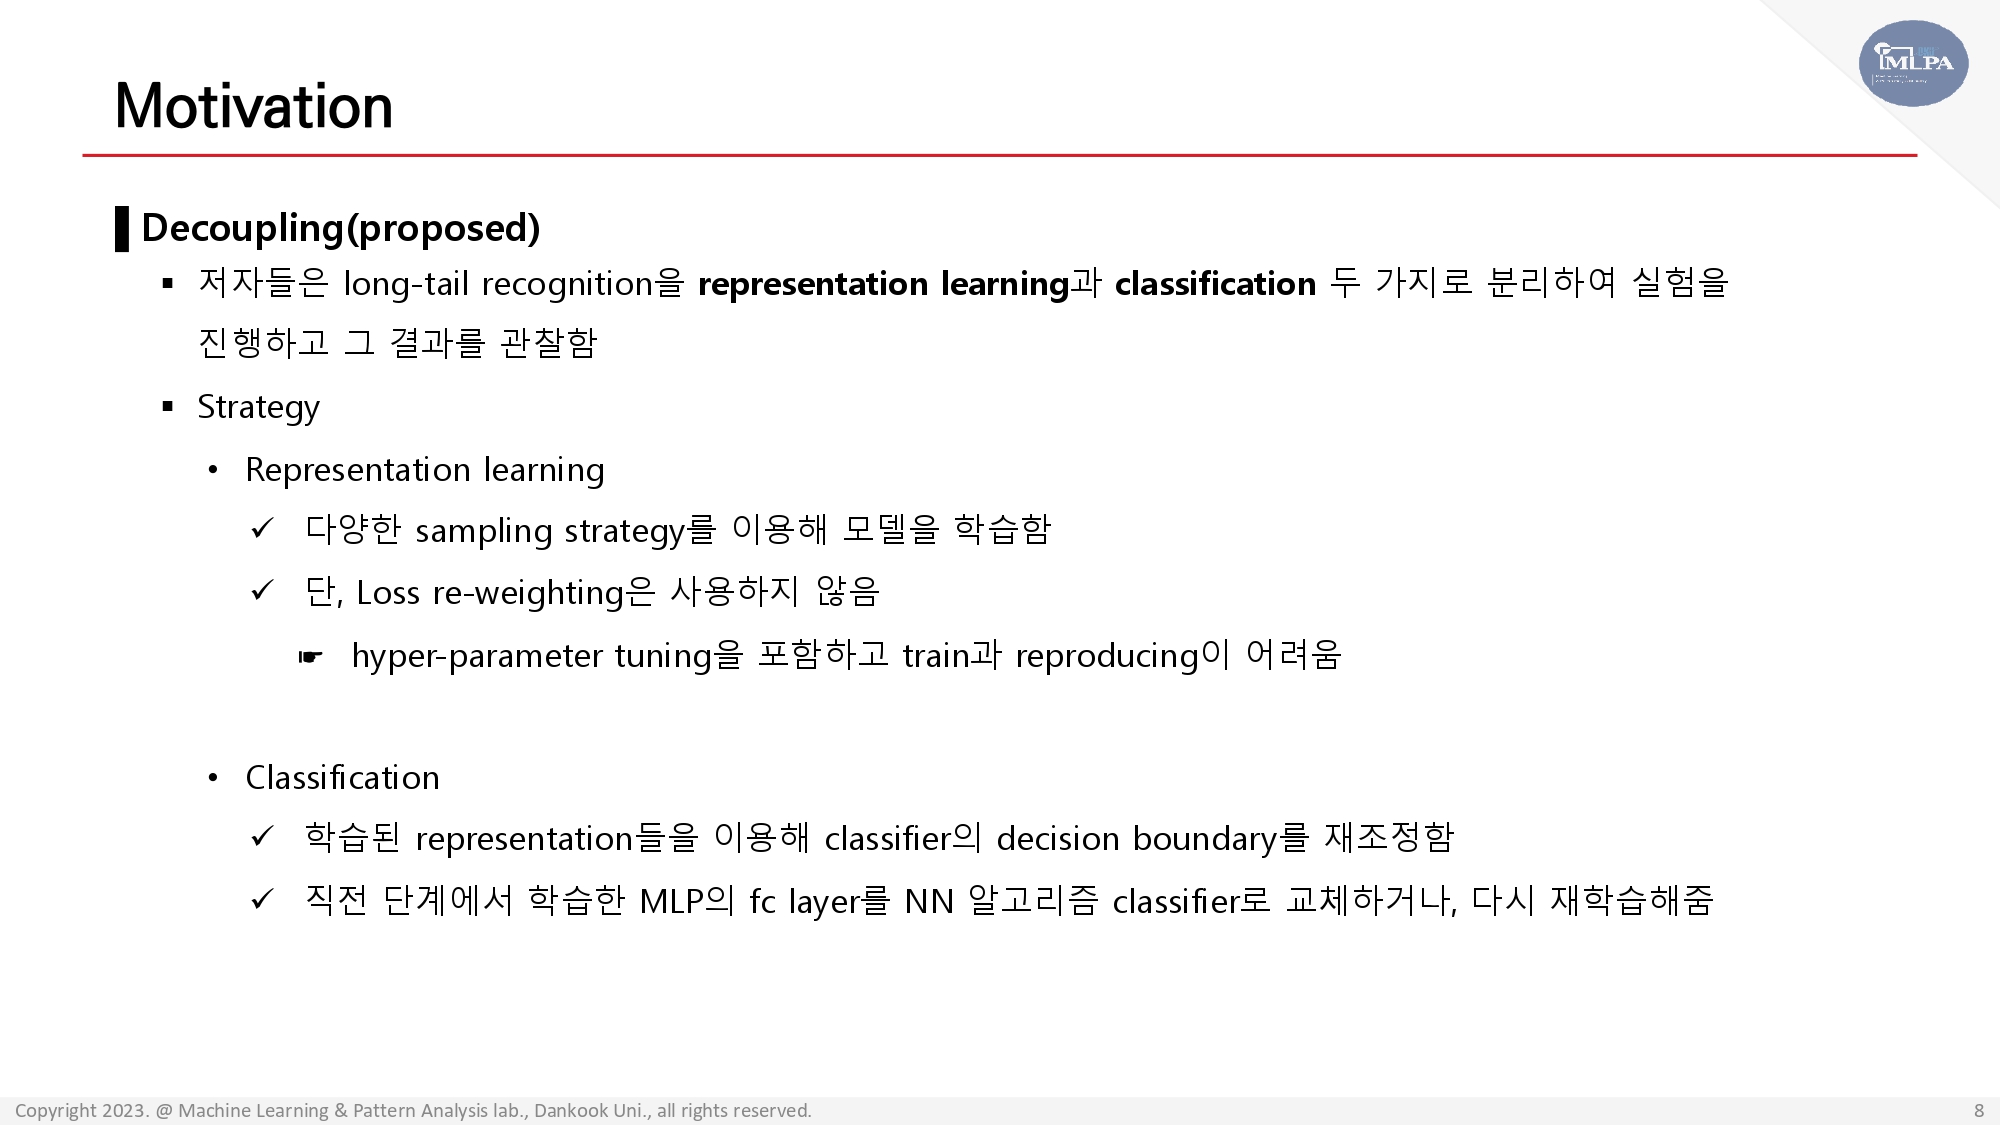 MLPA
Motivation
Decoupling(proposed)
▪ 저자들은 long-tail recognition을 representation learning과 classification 두 가지로 분리하여 실험을
진행하고 그 결과를 관찰함
▪ Strategy
• Representation learning
✓ 다양한 sampling strategy를 이용해 모델을 학습함
✓ 단, Loss re-weighting은 사용하지 않음
☛ hyper-parameter tuning을 포함하고 train과 reproducing이 어려움
• Classification
✓ 학습된 representation들을 이용해 classifier의 decision boundary를 재조정함
✓ 직전 단계에서 학습한 MLP의 fc layer를 NN 알고리즘 classifier로 교체하거나, 다시 재학습해줌
Copyright 2023. @ Machine Learning & Pattern Analysis lab., Dankook Uni., all rights reserved.
8